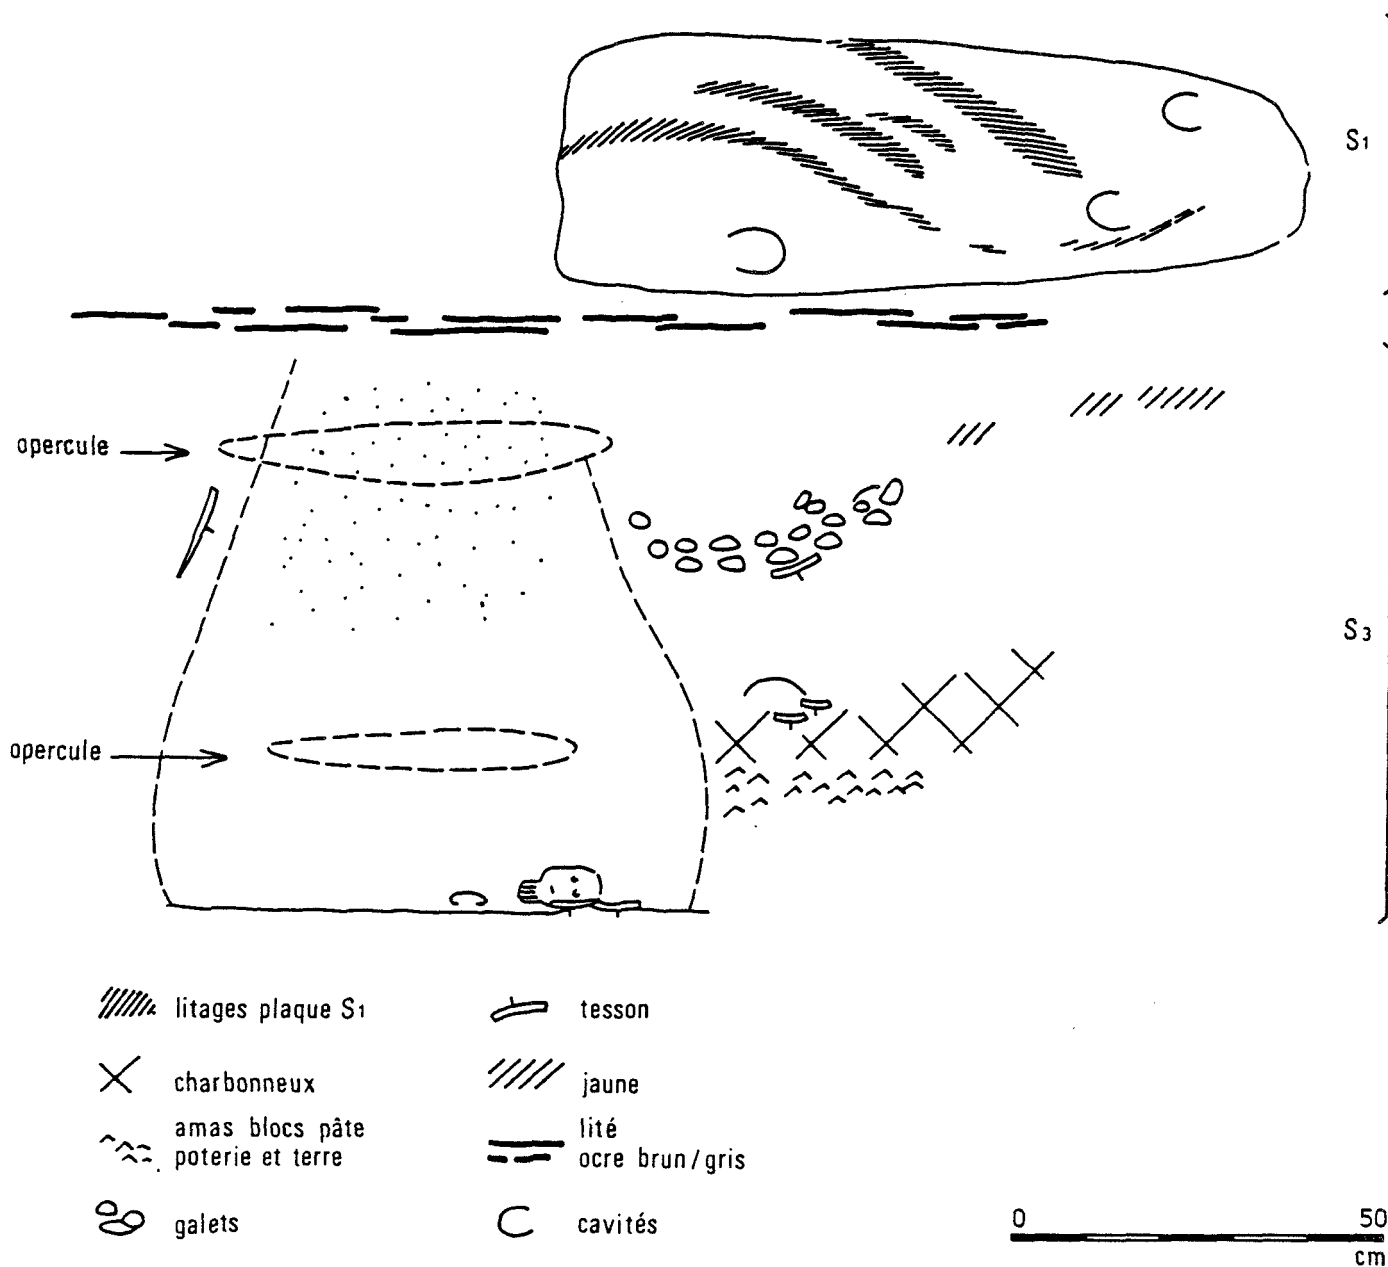 S1
opercule
S3
opercule
litages plaque S1
tesson
charbonneux
jaune
amas blocs pâte
poterie et terre
lité
ocre brun/gris
galets
cavités
0 50
cm